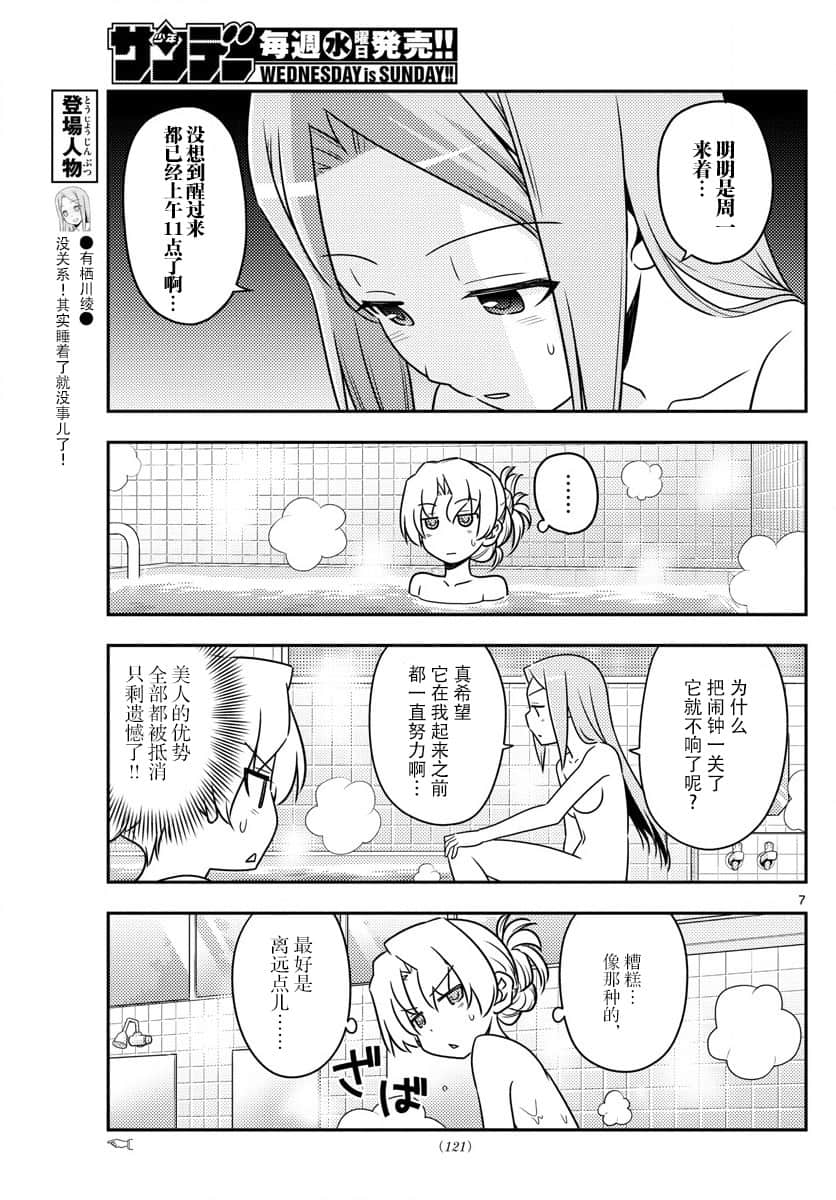 少年サンデー 毎週水曜日発売!!
WEDNESDAY is SUNDAY!!
登場人物
とうじょうじんぶつ
●有栖川绫●
没关系！其实睡着了就没事儿了！
明明是周一
来着…
没想到醒过来
都已经上午
11点了啊…
……
为什么
把闹钟一关了
它就不响了呢？
真希望
它在我起来之前
都一直努力啊…
美人的优势
全部都被抵消
只剩遗憾了!!
7
糟糕…
像那种的，
最好是
离远点儿……
ざば
(121)